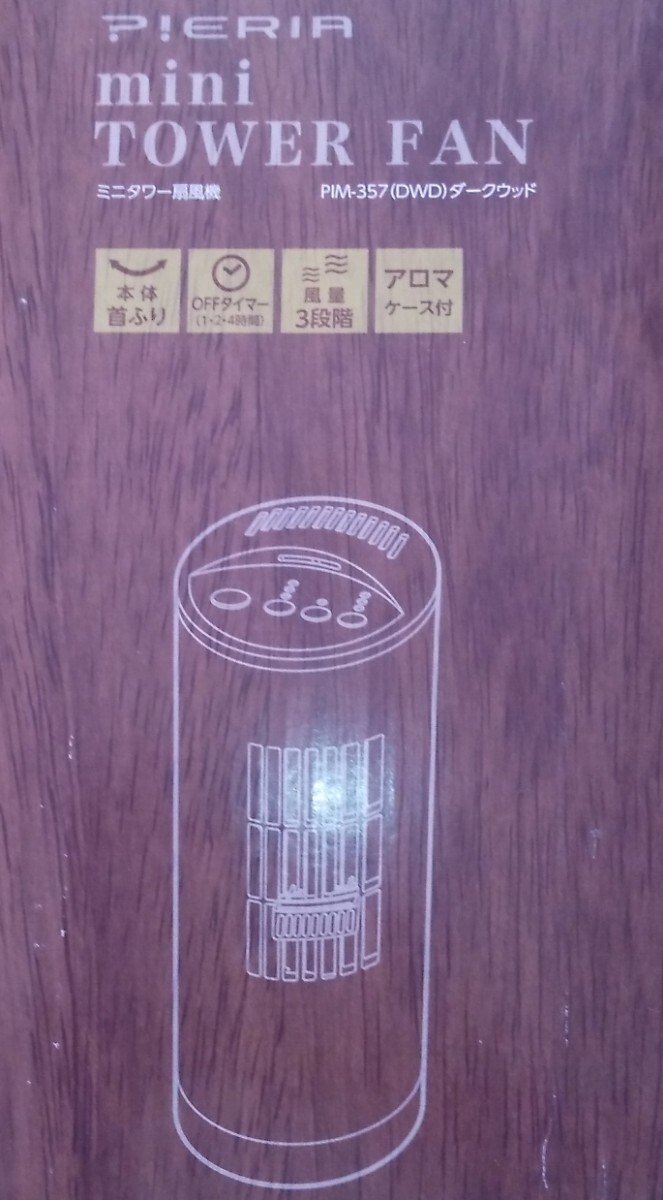 PIERIA
mini
TOWER FAN
ミニタワー扇風機 PIM-357(DWD)ダークウッド
本体
首ふり
OFFタイマー
(1・2・4時間)
風量
3段階
アロマ
ケース付